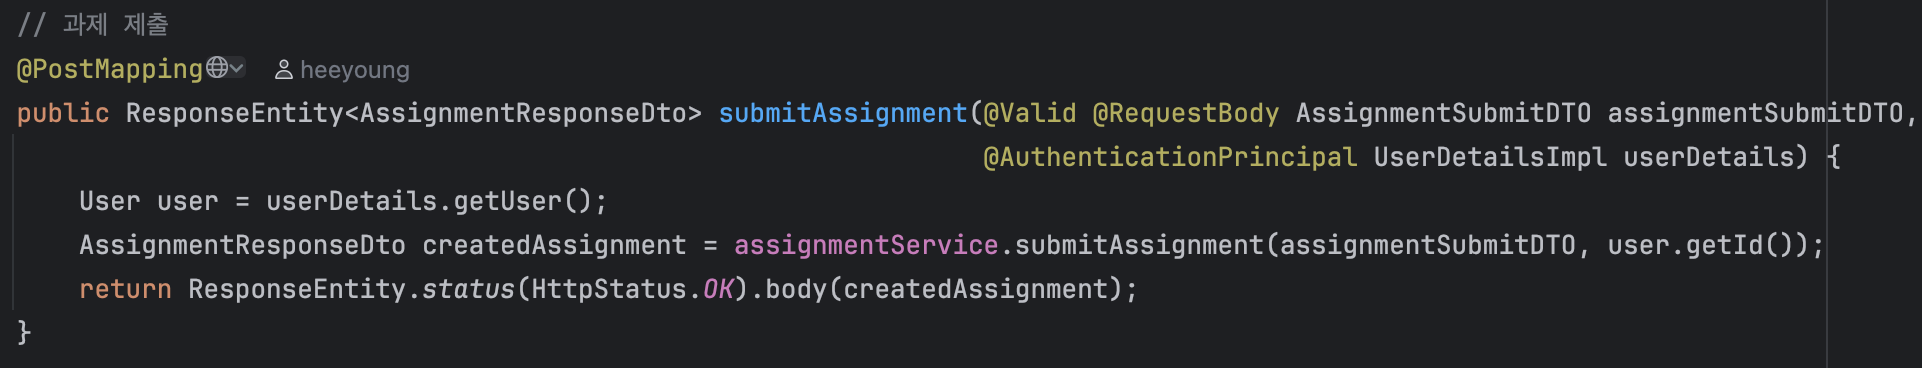 // 과제 제출
@PostMapping heeyoung
public ResponseEntity<AssignmentResponseDto> submitAssignment(@Valid @RequestBody AssignmentSubmitDTO assignmentSubmitDTO,
@AuthenticationPrincipal UserDetailsImpl userDetails) {
User user = userDetails.getUser();
AssignmentResponseDto createdAssignment = assignmentService.submitAssignment(assignmentSubmitDTO, user.getId());
return ResponseEntity.status(HttpStatus.OK).body(createdAssignment);
}